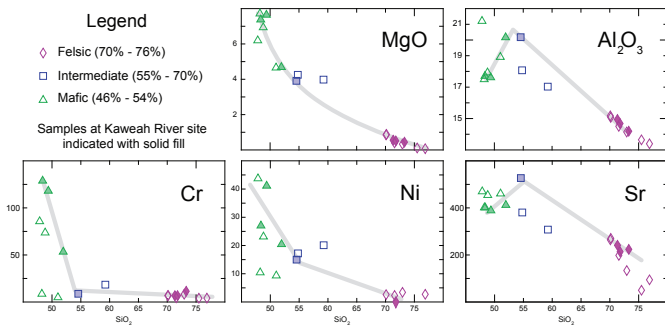 Legend
Felsic (70% - 76%)
Intermediate (55% - 70%)
Mafic (46% - 54%)
Samples at Kaweah River site
indicated with solid fill
MgO
6
4
2
Al₂O₃
21
19
17
15
50 55 60 65 70 75
50 55 60 65 70 75
Cr
100
50
Ni
40
30
20
10
Sr
400
200
50 55 60 65 70 75
SiO₂
50 55 60 65 70 75
SiO₂
50 55 60 65 70 75
SiO₂